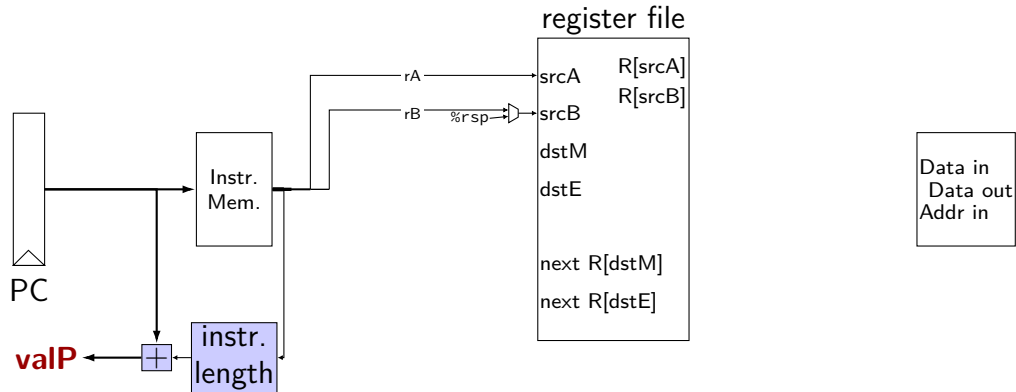 register file
rA
srcA
R[srcA]
R[srcB]
rB
%rsp
srcB
dstM
dstE
next R[dstM]
next R[dstE]
Instr.
Mem.
Data in
Data out
Addr in
PC
valP
+
instr.
length